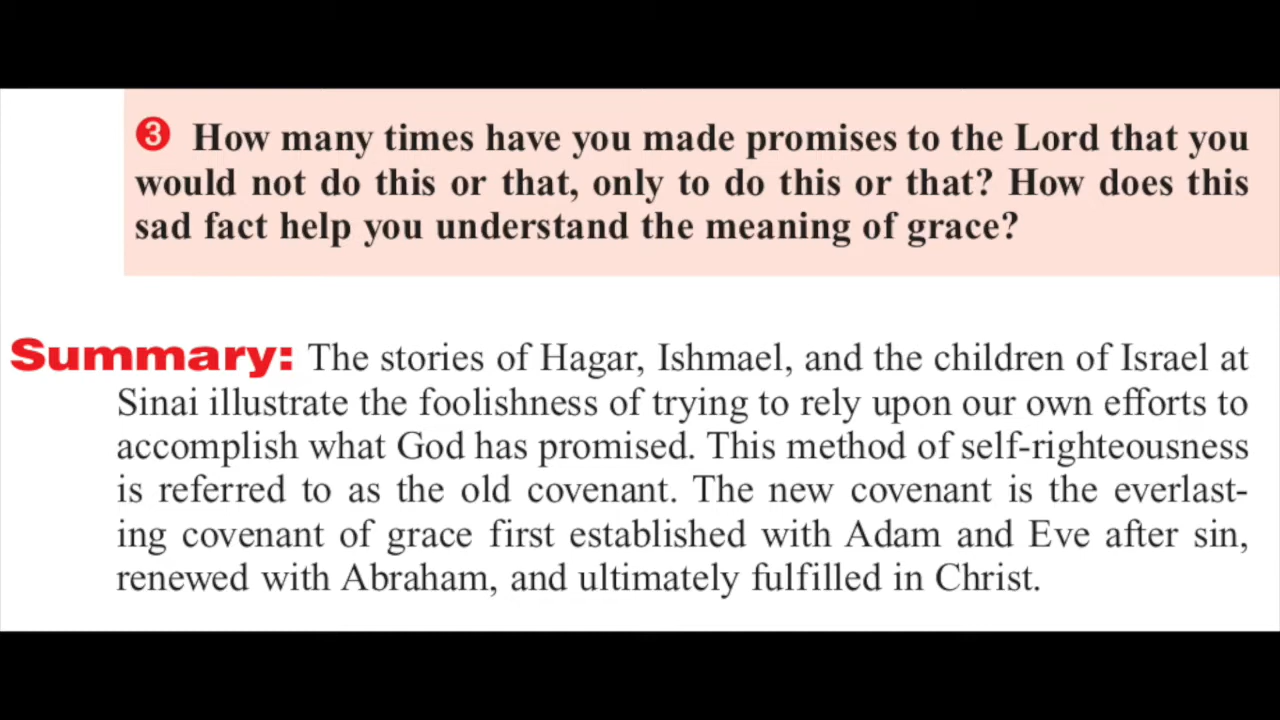 ❸ How many times have you made promises to the Lord that you
would not do this or that, only to do this or that? How does this
sad fact help you understand the meaning of grace?
Summary: The stories of Hagar, Ishmael, and the children of Israel at
Sinai illustrate the foolishness of trying to rely upon our own efforts to
accomplish what God has promised. This method of self-righteousness
is referred to as the old covenant. The new covenant is the everlast-
ing covenant of grace first established with Adam and Eve after sin,
renewed with Abraham, and ultimately fulfilled in Christ.